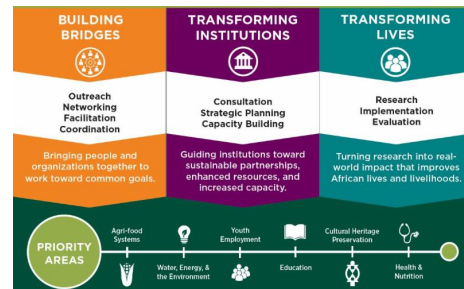 BUILDING
BRIDGES
Outreach
Networking
Facilitation
Coordination
Bringing people and
organizations together to
work toward common goals.
TRANSFORMING
INSTITUTIONS
Consultation
Strategic Planning
Capacity Building
Guiding institutions toward
sustainable partnerships,
enhanced resources, and
increased capacity.
TRANSFORMING
LIVES
Research
Implementation
Evaluation
Turning research into real-
world impact that improves
African lives and livelihoods.
PRIORITY
AREAS
Agri-food
Systems
Water, Energy, &
the Environment
Youth
Employment
Education
Cultural Heritage
Preservation
Health &
Nutrition